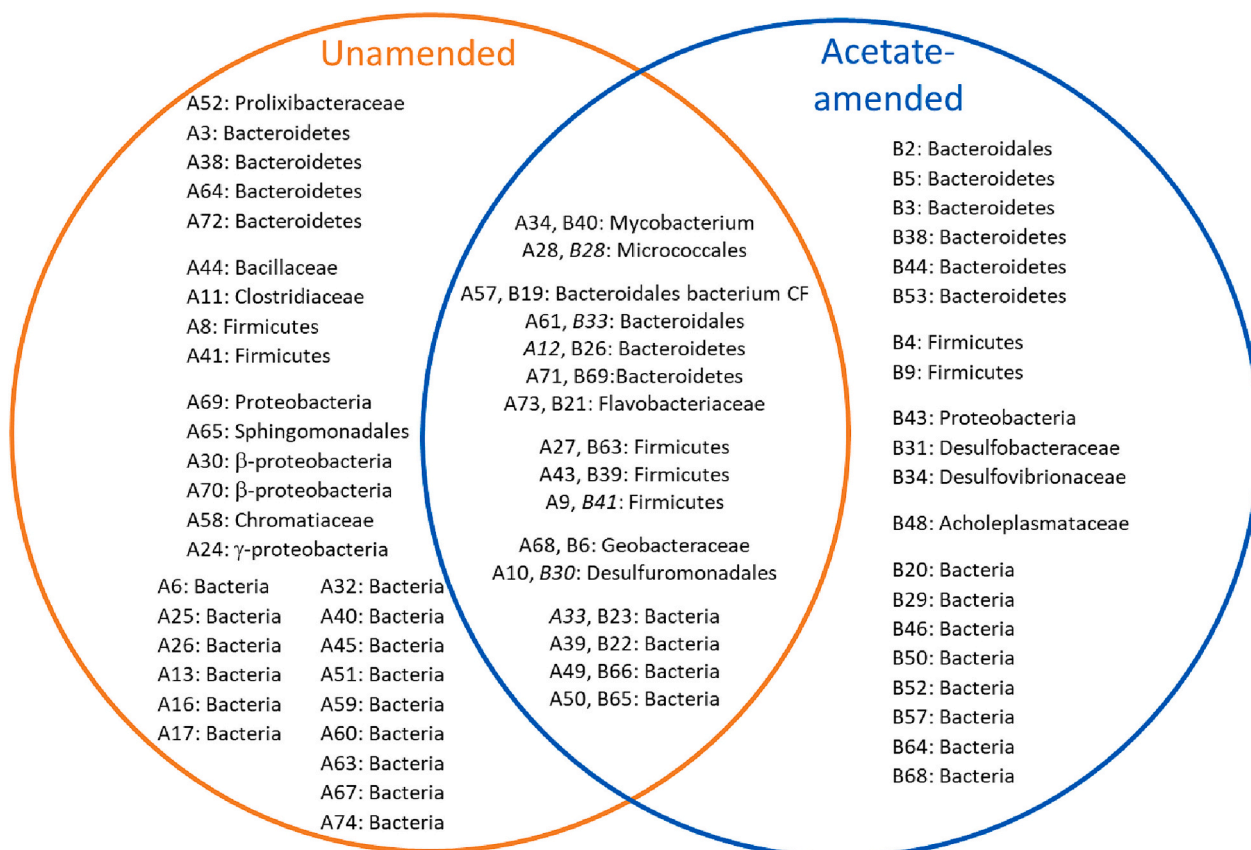 Unamended
A52: Prolixibacteraceae
A3: Bacteroidetes
A38: Bacteroidetes
A64: Bacteroidetes
A72: Bacteroidetes
A44: Bacillaceae
A11: Clostridiaceae
A8: Firmicutes
A41: Firmicutes
A69: Proteobacteria
A65: Sphingomonadales
A30: β-proteobacteria
A70: β-proteobacteria
A58: Chromatiaceae
A24: γ-proteobacteria
A6: Bacteria
A25: Bacteria
A26: Bacteria
A13: Bacteria
A16: Bacteria
A17: Bacteria
A32: Bacteria
A40: Bacteria
A45: Bacteria
A51: Bacteria
A59: Bacteria
A60: Bacteria
A63: Bacteria
A67: Bacteria
A74: Bacteria
A34, B40: Mycobacterium
A28, B28: Micrococcales
A57, B19: Bacteroidales bacterium CF
A61, B33: Bacteroidales
A12, B26: Bacteroidetes
A71, B69:Bacteroidetes
A73, B21: Flavobacteriaceae
A27, B63: Firmicutes
A43, B39: Firmicutes
A9, B41: Firmicutes
A68, B6: Geobacteraceae
A10, B30: Desulfuromonadales
A33, B23: Bacteria
A39, B22: Bacteria
A49, B66: Bacteria
A50, B65: Bacteria
Acetate-
amended
B2: Bacteroidales
B5: Bacteroidetes
B3: Bacteroidetes
B38: Bacteroidetes
B44: Bacteroidetes
B53: Bacteroidetes
B4: Firmicutes
B9: Firmicutes
B43: Proteobacteria
B31: Desulfobacteraceae
B34: Desulfovibrionaceae
B48: Acholeplasmataceae
B20: Bacteria
B29: Bacteria
B46: Bacteria
B50: Bacteria
B52: Bacteria
B57: Bacteria
B64: Bacteria
B68: Bacteria